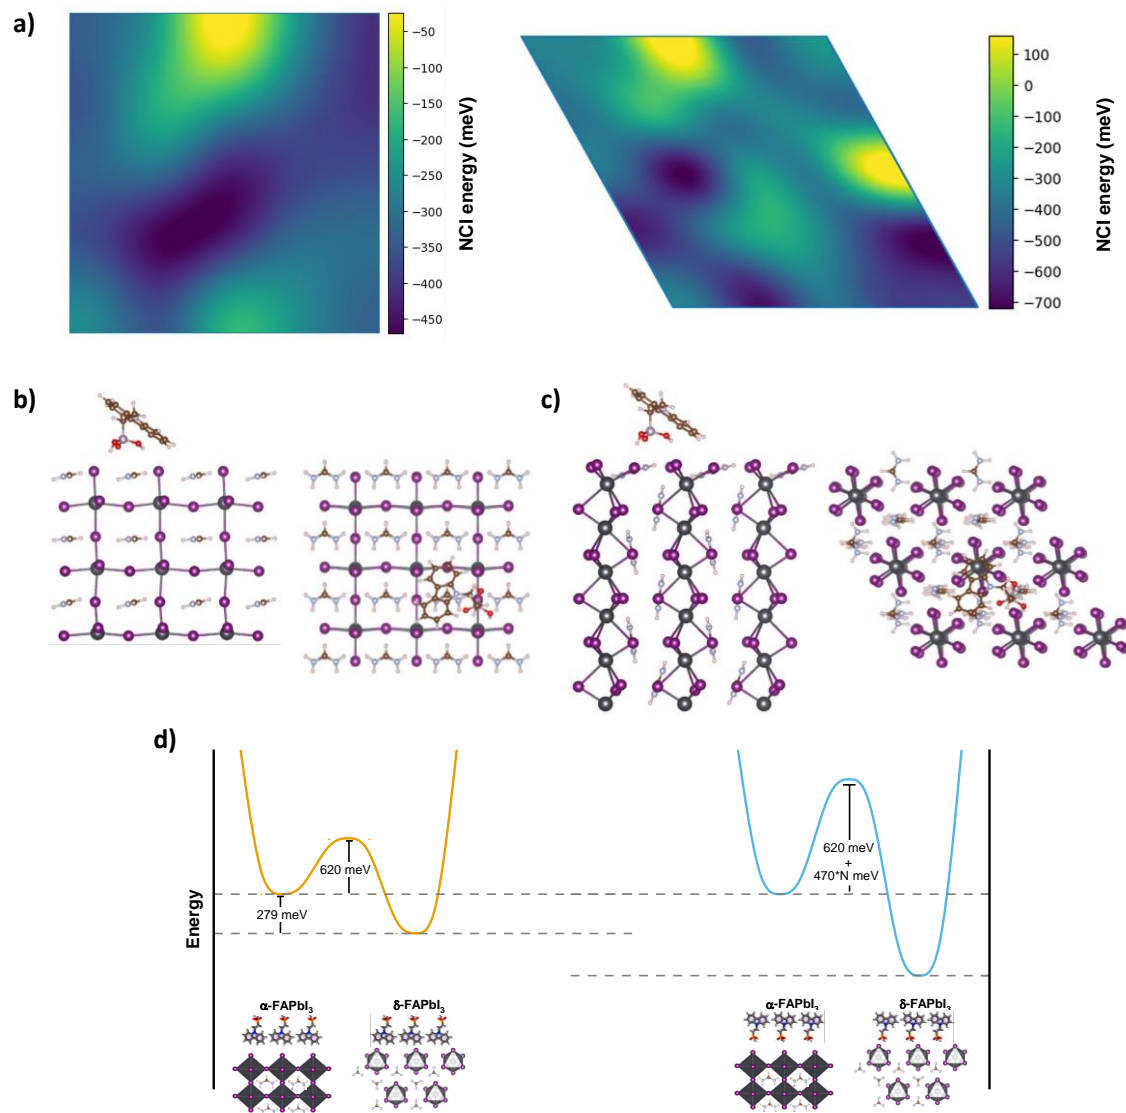 a)
−50
−100
−150
−200
−250
−300
−350
−400
−450
NCI energy (meV)
100
0
−100
−200
−300
−400
−500
−600
−700
NCI energy (meV)
b)
c)
d)
Energy
620 meV
279 meV
620 meV
+
470*N meV
α-FAPbI3
δ-FAPbI3
α-FAPbI3
δ-FAPbI3